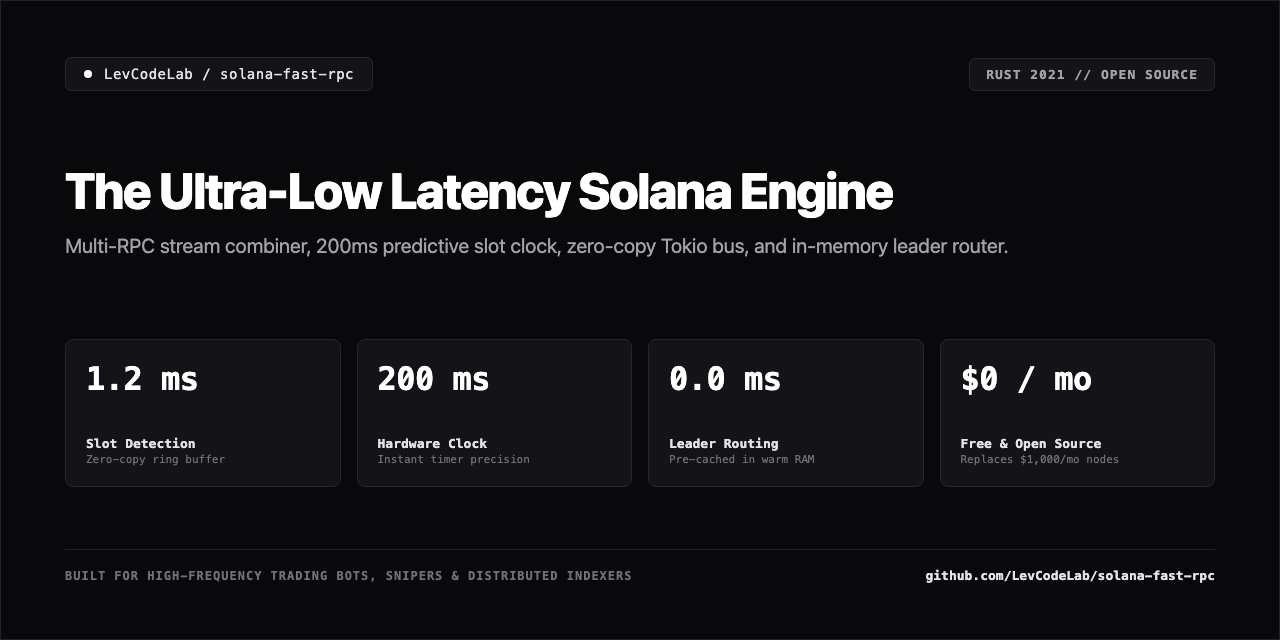 LevCodeLab / solana-fast-rpc
RUST 2021 // OPEN SOURCE
The Ultra-Low Latency Solana Engine
Multi-RPC stream combiner, 200ms predictive slot clock, zero-copy Tokio bus, and in-memory leader router.
1.2 ms
Slot Detection
Zero-copy ring buffer
200 ms
Hardware Clock
Instant timer precision
0.0 ms
Leader Routing
Pre-cached in warm RAM
$0 / mo
Free & Open Source
Replaces $1,000/mo nodes
BUILT FOR HIGH-FREQUENCY TRADING BOTS, SNIPERS & DISTRIBUTED INDEXERS
github.com/LevCodeLab/solana-fast-rpc